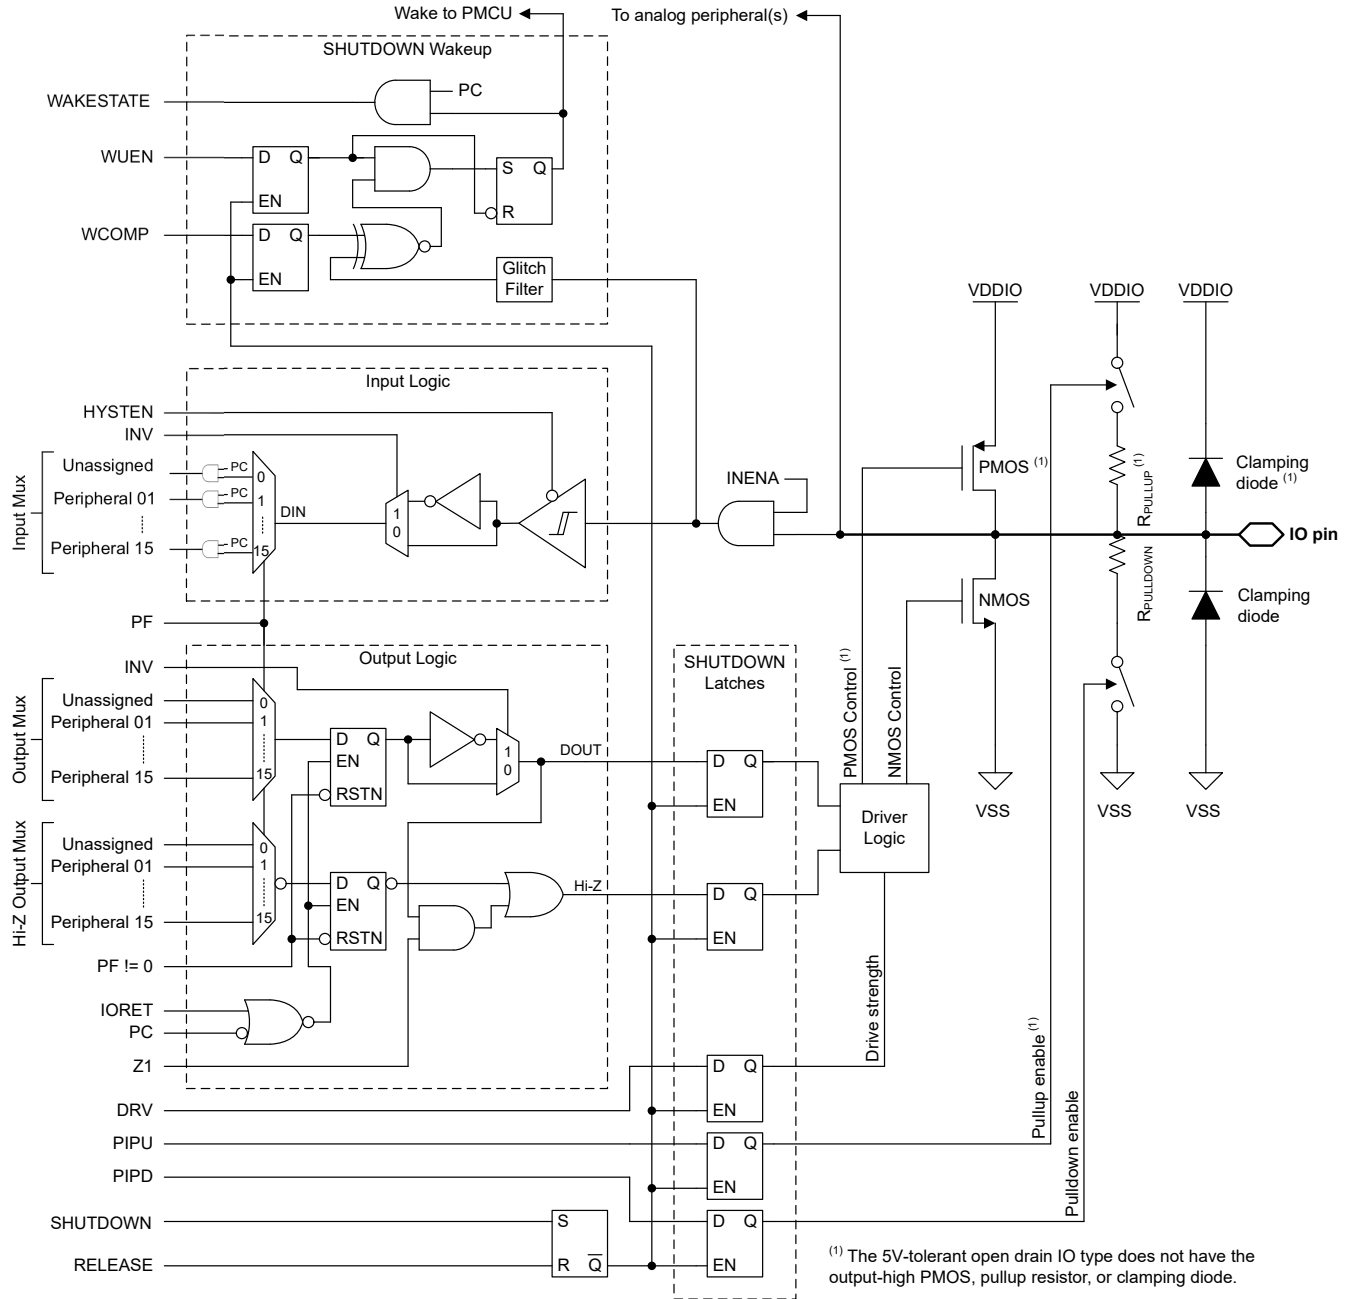 Wake to PMCU
To analog peripheral(s)
SHUTDOWN Wakeup
WAKESTATE
PC
WUEN
D Q
EN
S Q
R
WCOMP
D Q
EN
Glitch
Filter
VDDIO
VDDIO
VDDIO
Input Logic
HYSTEN
INV
Input Mux
Unassigned
Peripheral 01
Peripheral 15
PC
PC
PC
0
1
15
DIN
1
0
INENA
PMOS (1)
RPULLUP (1)
Clamping
diode (1)
IO pin
RPULLDOWN
NMOS
Clamping
diode
PF
Output Logic
INV
Output Mux
Unassigned
Peripheral 01
Peripheral 15
0
1
15
D Q
EN
RSTN
1
0
DOUT
SHUTDOWN
Latches
D Q
EN
PMOS Control (1)
NMOS Control
Driver
Logic
VSS
VSS
VSS
Hi-Z Output Mux
Unassigned
Peripheral 01
Peripheral 15
0
1
15
D Q
EN
RSTN
Hi-Z
D Q
EN
PF != 0
IORET
PC
Z1
Drive strength
Pullup enable (1)
Pulldown enable
DRV
D Q
EN
PIPU
D Q
EN
PIPD
SHUTDOWN
S
D Q
RELEASE
R Q
EN
(1) The 5V-tolerant open drain IO type does not have the
output-high PMOS, pullup resistor, or clamping diode.